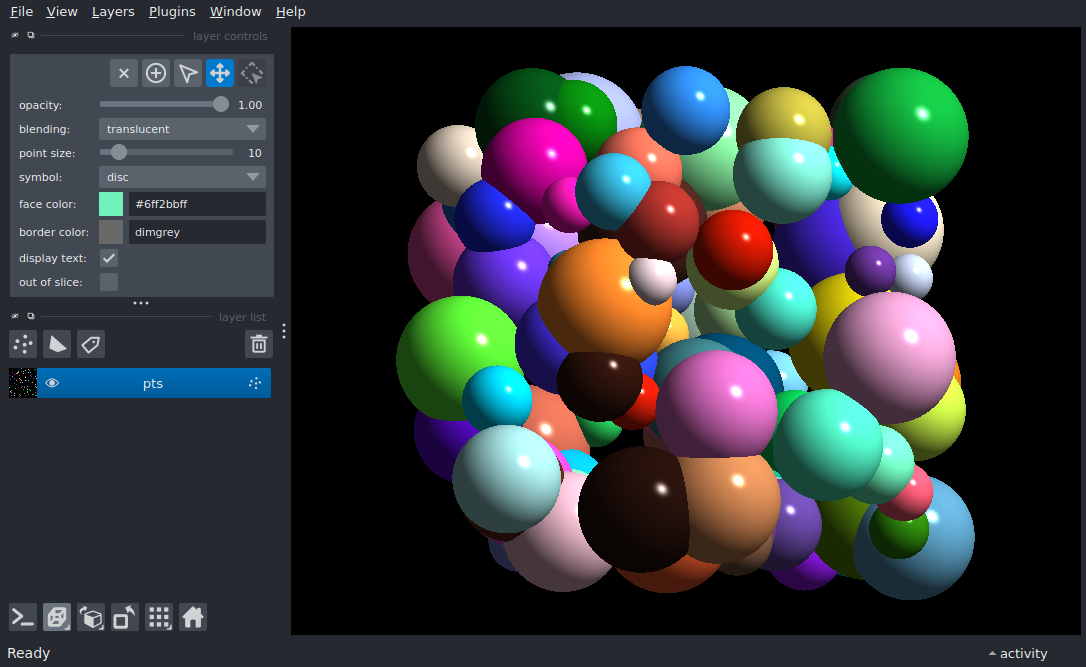 File View Layers Plugins Window Help
layer controls
opacity: 1.00
blending: translucent
point size: 10
symbol: disc
face color: #6ff2bbff
border color: dimgrey
display text:
out of slice:
layer list
pts
Ready
activity